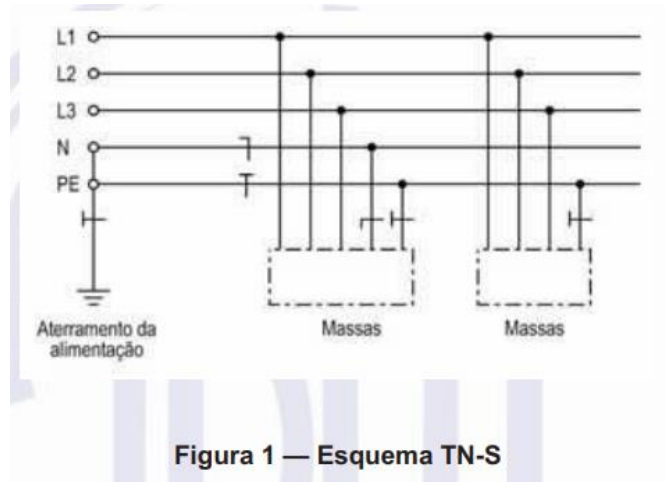 L1
L2
L3
N
PE
Aterramento da
alimentação
Massas
Massas
Figura 1 — Esquema TN-S